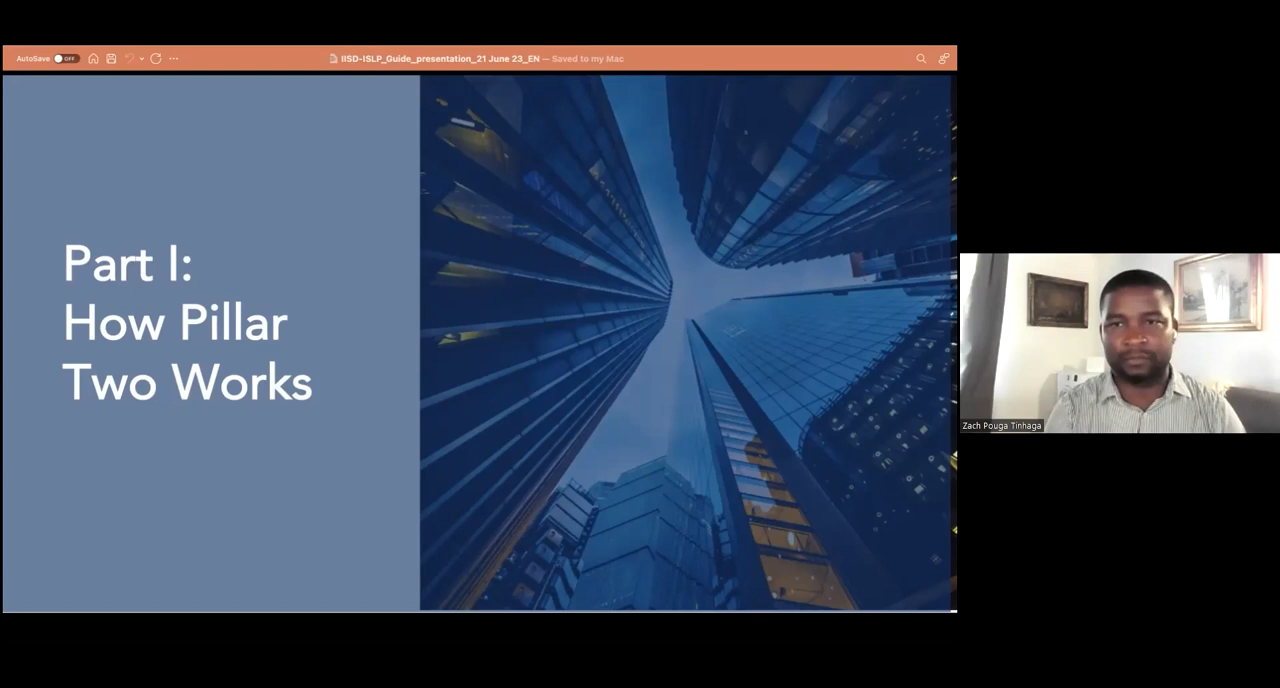 AutoSave OFF
IISD-ISLP_Guide_presentation_21 June 23_EN — Saved to my Mac
Part I:
How Pillar
Two Works
Zach Pouga Tinhaga